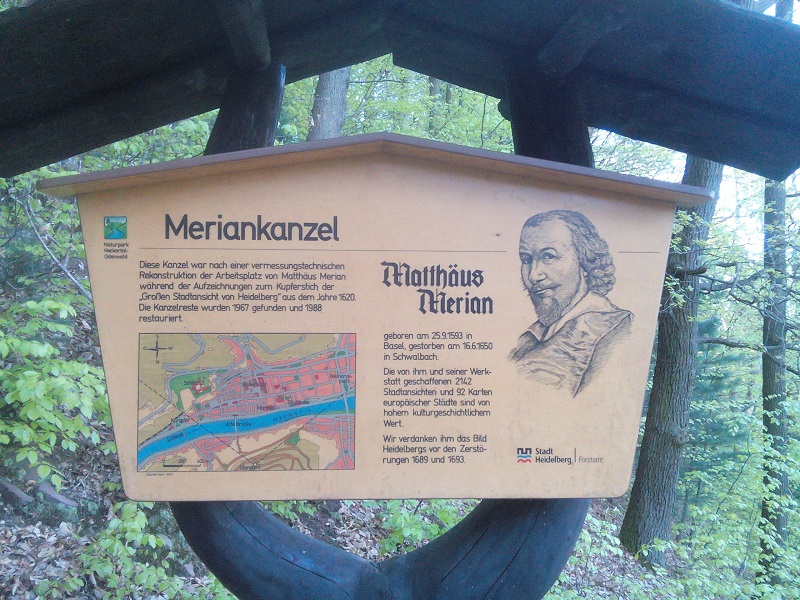 Naturpark
Neckartal-
Odenwald
Meriankanzel
Diese Kanzel war nach einer vermessungstechnischen
Rekonstruktion der Arbeitsplatz von Matthäus Merian
während der Aufzeichnungen zum Kupferstich der
„Großen Stadtansicht von Heidelberg" aus dem Jahre 1620.
Die Kanzelreste wurden 1967 gefunden und 1988
restauriert.
Matthäus
Merian
geboren am 25.9.1593 in
Basel, gestorben am 16.6.1650
in Schwalbach.
Die von ihm und seiner Werk-
statt geschaffenen 2142
Stadtansichten und 92 Karten
europäischer Städte sind von
hohem kulturgeschichtlichem
Wert.
Wir verdanken ihm das Bild
Heidelbergs vor den Zerstö-
rungen 1689 und 1693.
Stadt
Heidelberg
Forstamt